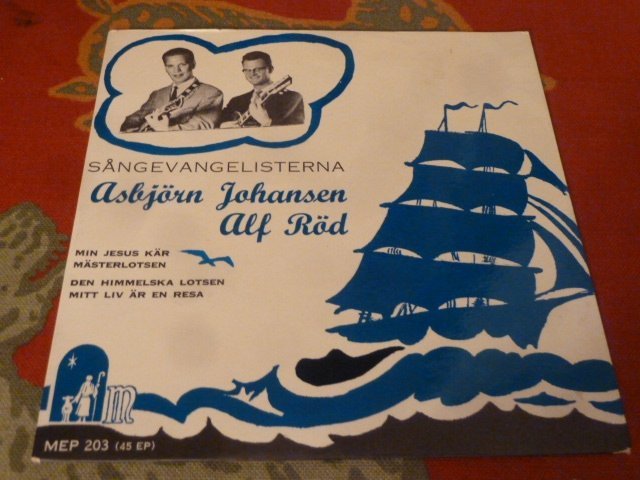 SÅNGEVANGELISTERNA
Asbjörn Johansen
Alf Röd
MIN JESUS KÄR
MÄSTERLOTSEN
DEN HIMMELSKA LOTSEN
MITT LIV ÄR EN RESA
m
MEP 203 (45 EP)